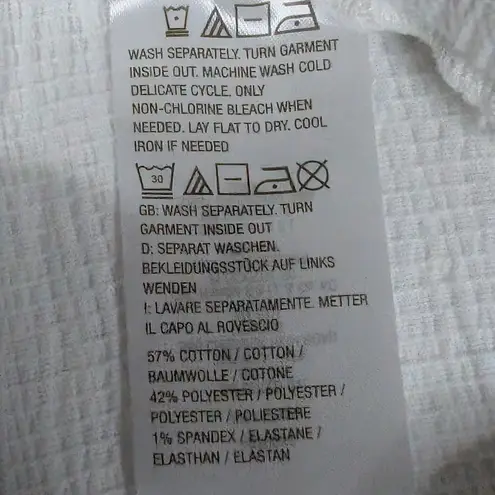 WASH SEPARATELY. TURN GARMENT
INSIDE OUT. MACHINE WASH COLD
DELICATE CYCLE. ONLY
NON-CHLORINE BLEACH WHEN
NEEDED. LAY FLAT TO DRY. COOL
IRON IF NEEDED
30
GB: WASH SEPARATELY. TURN
GARMENT INSIDE OUT
D: SEPARAT WASCHEN.
BEKLEIDUNGSSTÜCK AUF LINKS
WENDEN
I: LAVARE SEPARATAMENTE. METTER
IL CAPO AL ROVESCIO
57% COTTON / COTTON /
BAUMWOLLE / COTONE
42% POLYESTER / POLYESTER /
POLYESTER / POLIESTERE
1% SPANDEX / ELASTANE /
ELASTHAN / ELASTAN